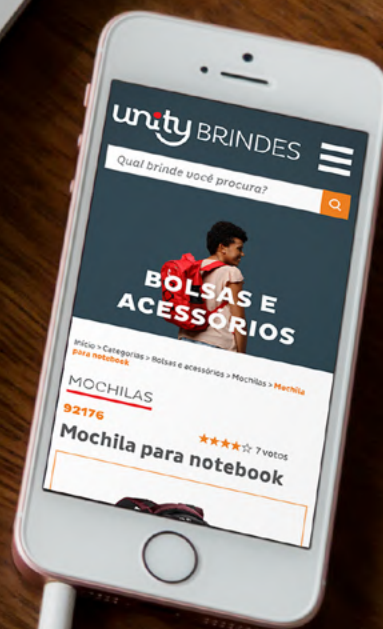 unity BRINDES
Qual brinde você procura?
BOLSAS E
ACESSÓRIOS
Início > Categorias > Bolsas e acessórios > Mochilas > Mochila
para notebook
MOCHILAS
92176
7 votos
Mochila para notebook